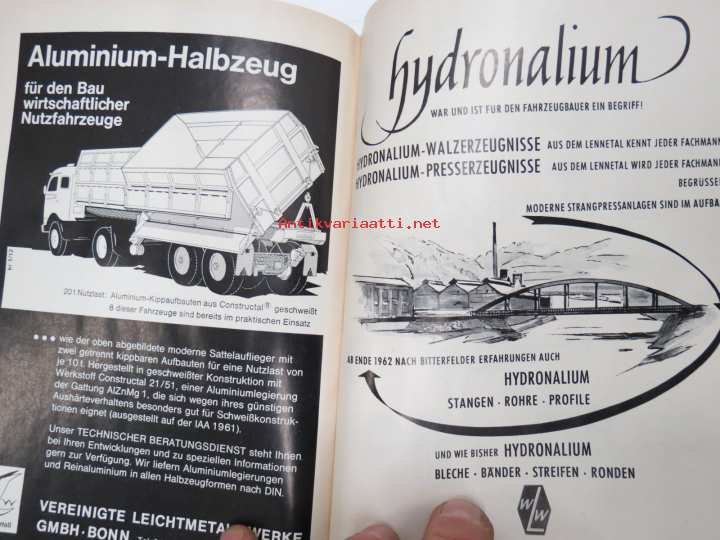 Aluminium-Halbzeug
für den Bau
wirtschaftlicher
Nutzfahrzeuge
20 t Nutzlast: Aluminium-Kippaufbauten aus Constructal® geschweißt
8 dieser Fahrzeuge sind bereits im praktischen Einsatz
••• wie der oben abgebildete moderne Sattelauflieger mit
zwei getrennt kippbaren Aufbauten für eine Nutzlast von
je 10 t. Hergestellt in geschweißter Konstruktion mit
Werkstoff Constructal 21/51, einer Aluminiumlegierung
der Gattung AlZnMg 1, die sich wegen ihres günstigen
Aushärteverhaltens besonders gut für Schweißkonstruk-
tionen eignet (ausgestellt auf der IAA 1961).
Unser TECHNISCHER BERATUNGSDIENST steht Ihnen
bei Ihren Entwicklungen und zu speziellen Informationen
gern zur Verfügung. Wir liefern Aluminiumlegierungen
und Reinaluminium in allen Halbzeugformen nach DIN.
VEREINIGTE LEICHTMETALLWERKE
GMBH · BONN
hydronalium
WAR UND IST FÜR DEN FAHRZEUGBAUER EIN BEGRIFF!
HYDRONALIUM-WALZERZEUGNISSE AUS DEM LENNETAL KENNT JEDER FACHMANN
HYDRONALIUM-PRESSERZEUGNISSE AUS DEM LENNETAL WIRD JEDER FACHMANN
BEGRÜSSEN
MODERNE STRANGPRESSANLAGEN SIND IM AUFBAU
Antikvariaatti.net
AB ENDE 1962 NACH BITTERFELDER ERFAHRUNGEN AUCH
HYDRONALIUM
STANGEN · ROHRE · PROFILE
UND WIE BISHER HYDRONALIUM
BLECHE · BÄNDER · STREIFEN · RONDEN
WLW